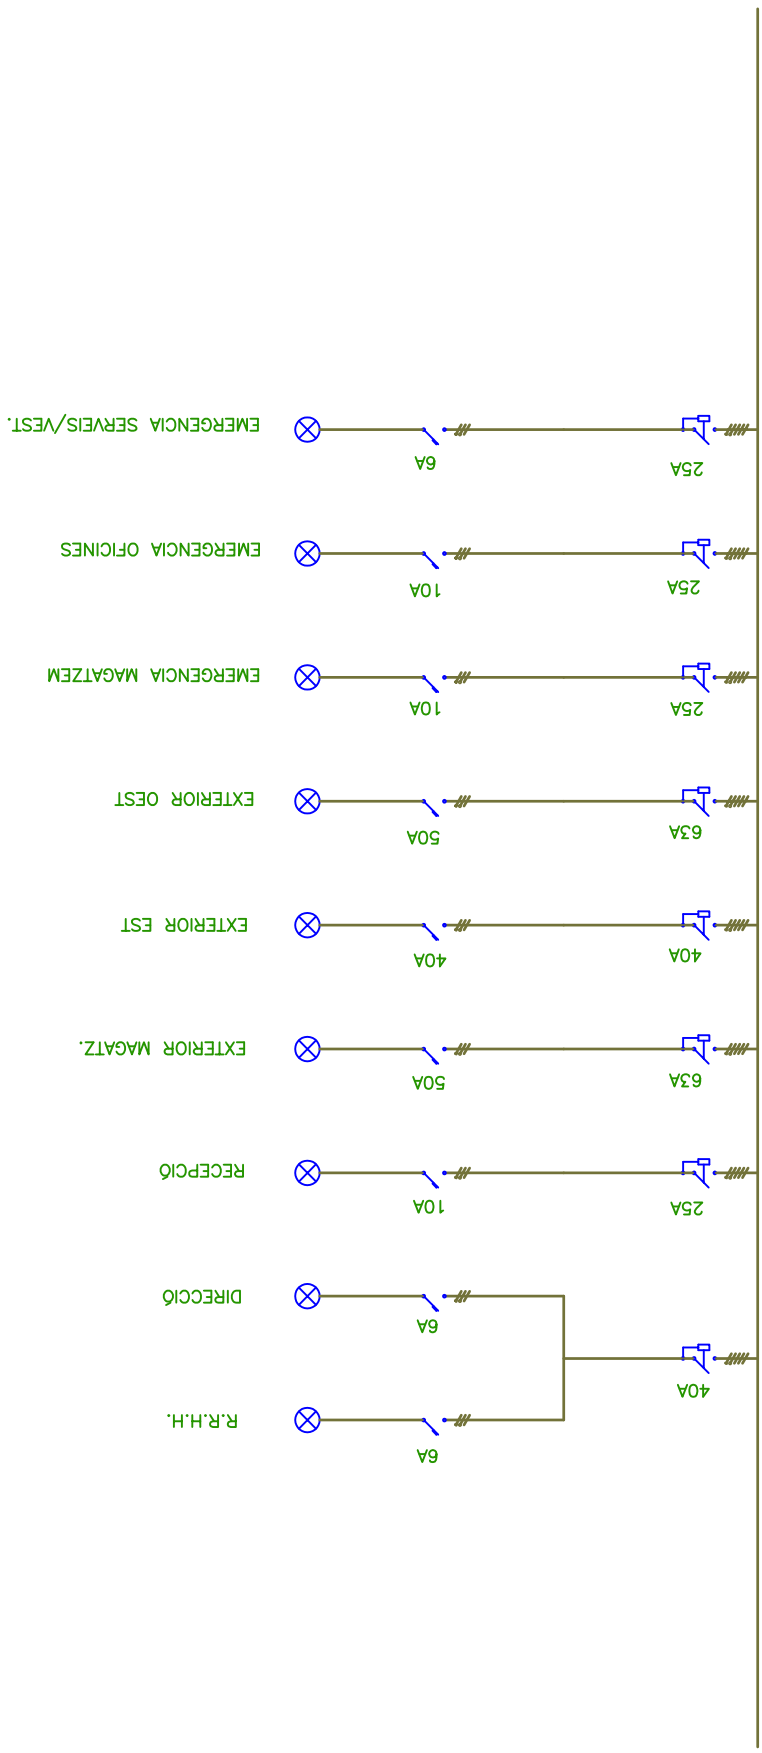 6A
R.R.H.H.
40A
6A
DIRECCIÓ
25A
10A
RECEPCIÓ
63A
50A
EXTERIOR MAGATZ.
40A
40A
EXTERIOR EST
63A
50A
EXTERIOR OEST
25A
10A
EMERGENCIA MAGATZEM
25A
10A
EMERGENCIA OFICINES
25A
6A
EMERGENCIA SERVEIS/VEST.